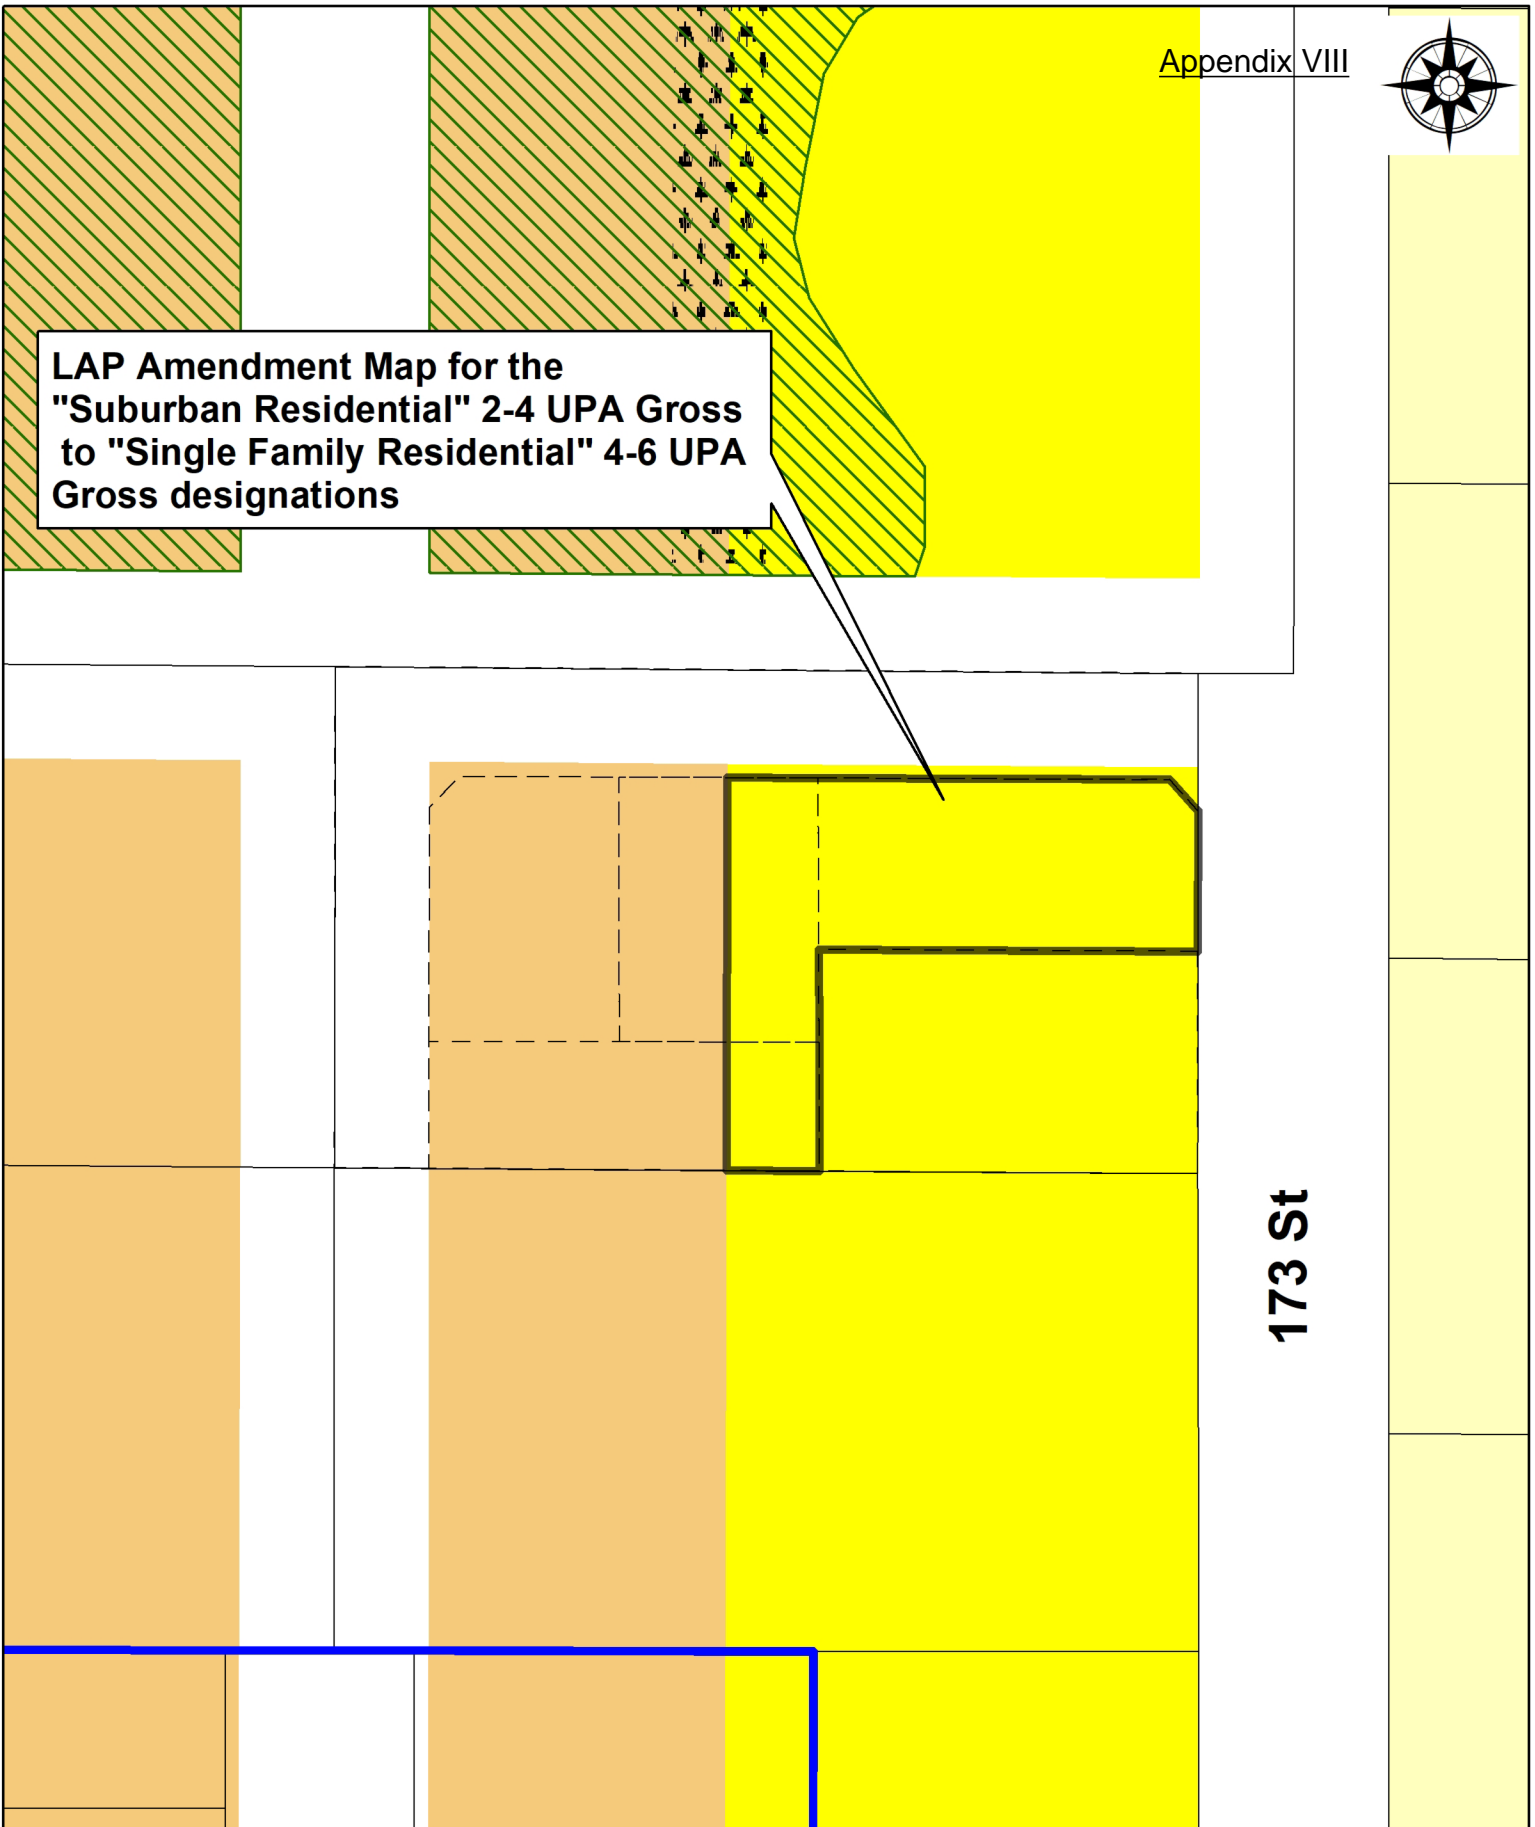 Appendix VIII
LAP Amendment Map for the
"Suburban Residential" 2-4 UPA Gross
to "Single Family Residential" 4-6 UPA
Gross designations
173 St